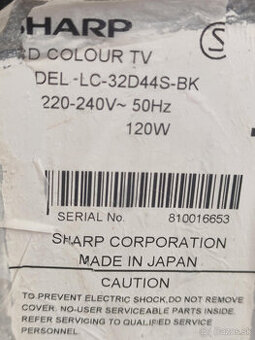 SHARP
D COLOUR TV
DEL-LC-32D44S-BK
220-240V~ 50Hz
120W
SERIAL No. 810016653
SHARP CORPORATION
MADE IN JAPAN
CAUTION
TO PREVENT ELECTRIC SHOCK,DO NOT REMOVE
COVER. NO-USER SERVICEABLE PARTS INSIDE.
REFER SERVICING TO QUALIFIED SERVICE
PERSONNEL.